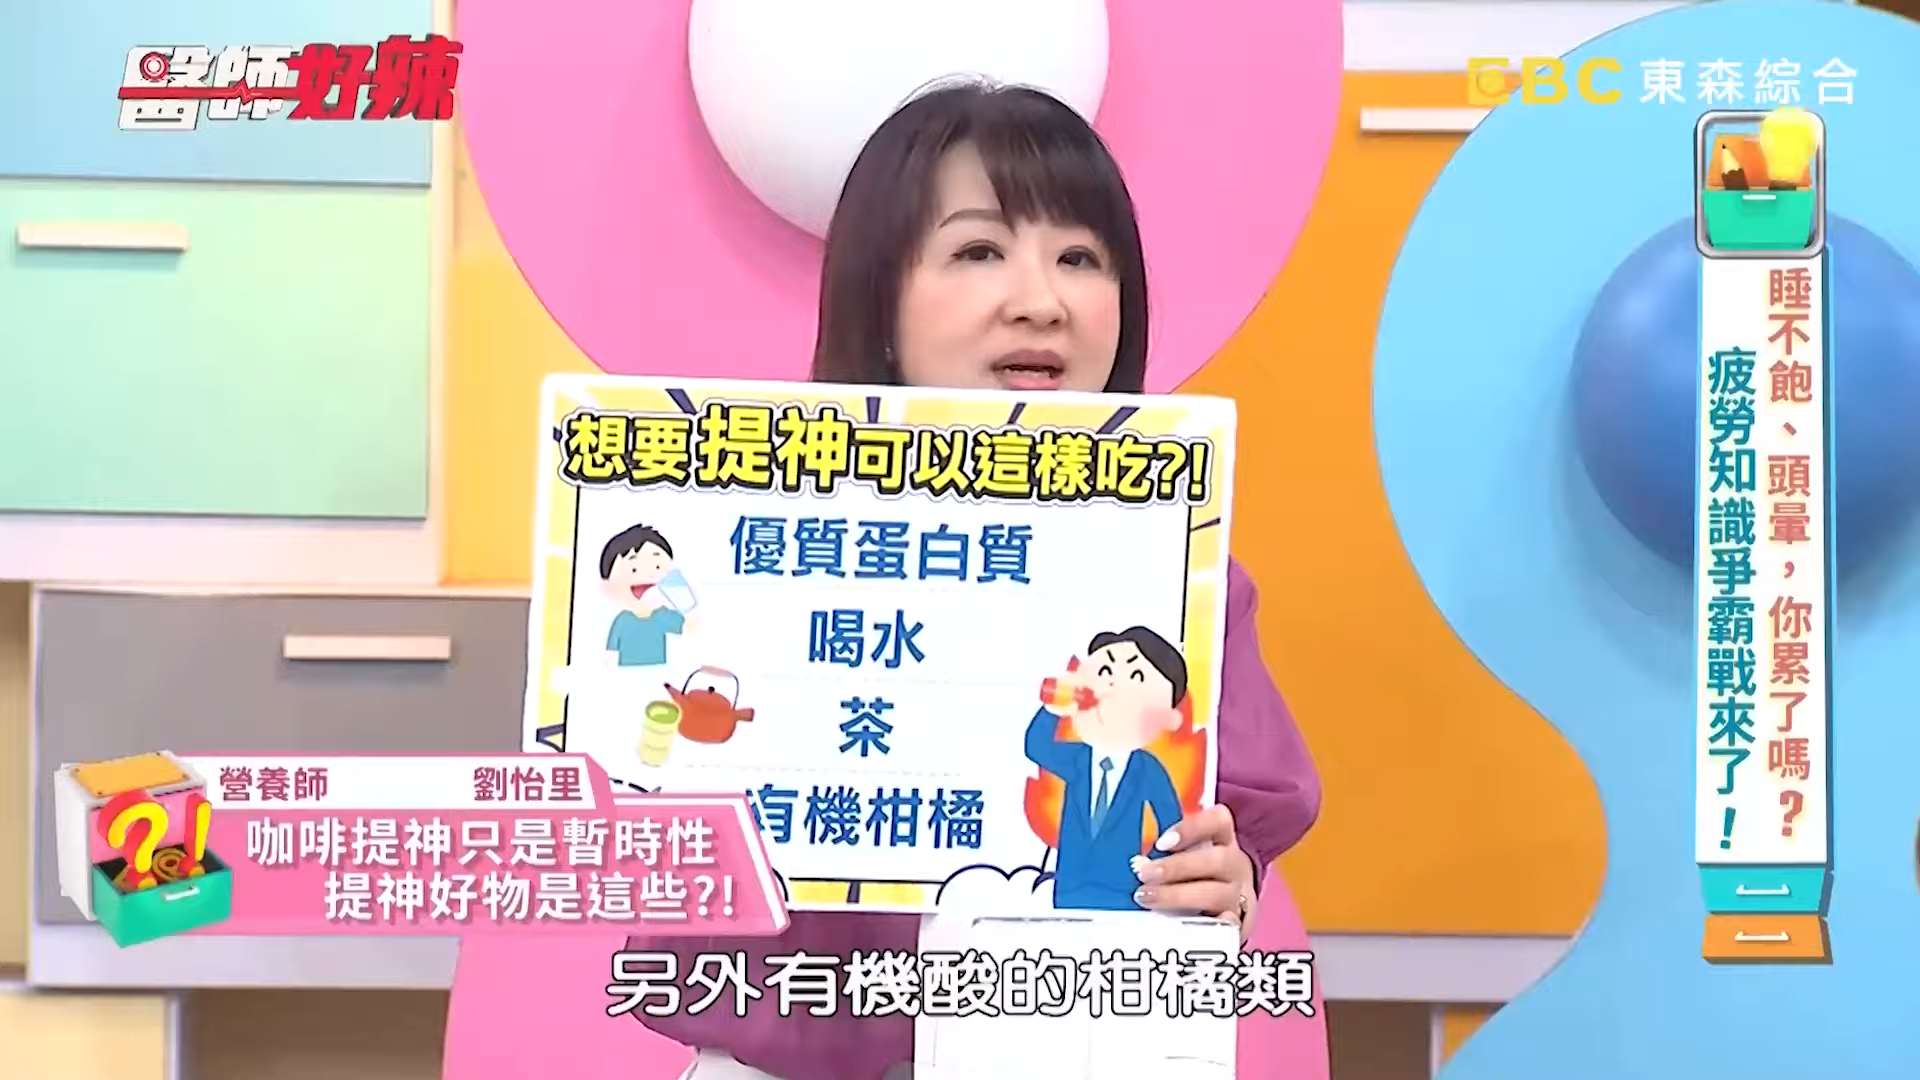 醫師好辣
EBC 東森綜合
睡不飽、頭暈，你累了嗎？
疲勞知識爭霸戰來了！
想要提神可以這樣吃?!
優質蛋白質
喝水
茶
有機柑橘
營養師 劉怡里
咖啡提神只是暫時性
提神好物是這些?!
另外有機酸的柑橘類